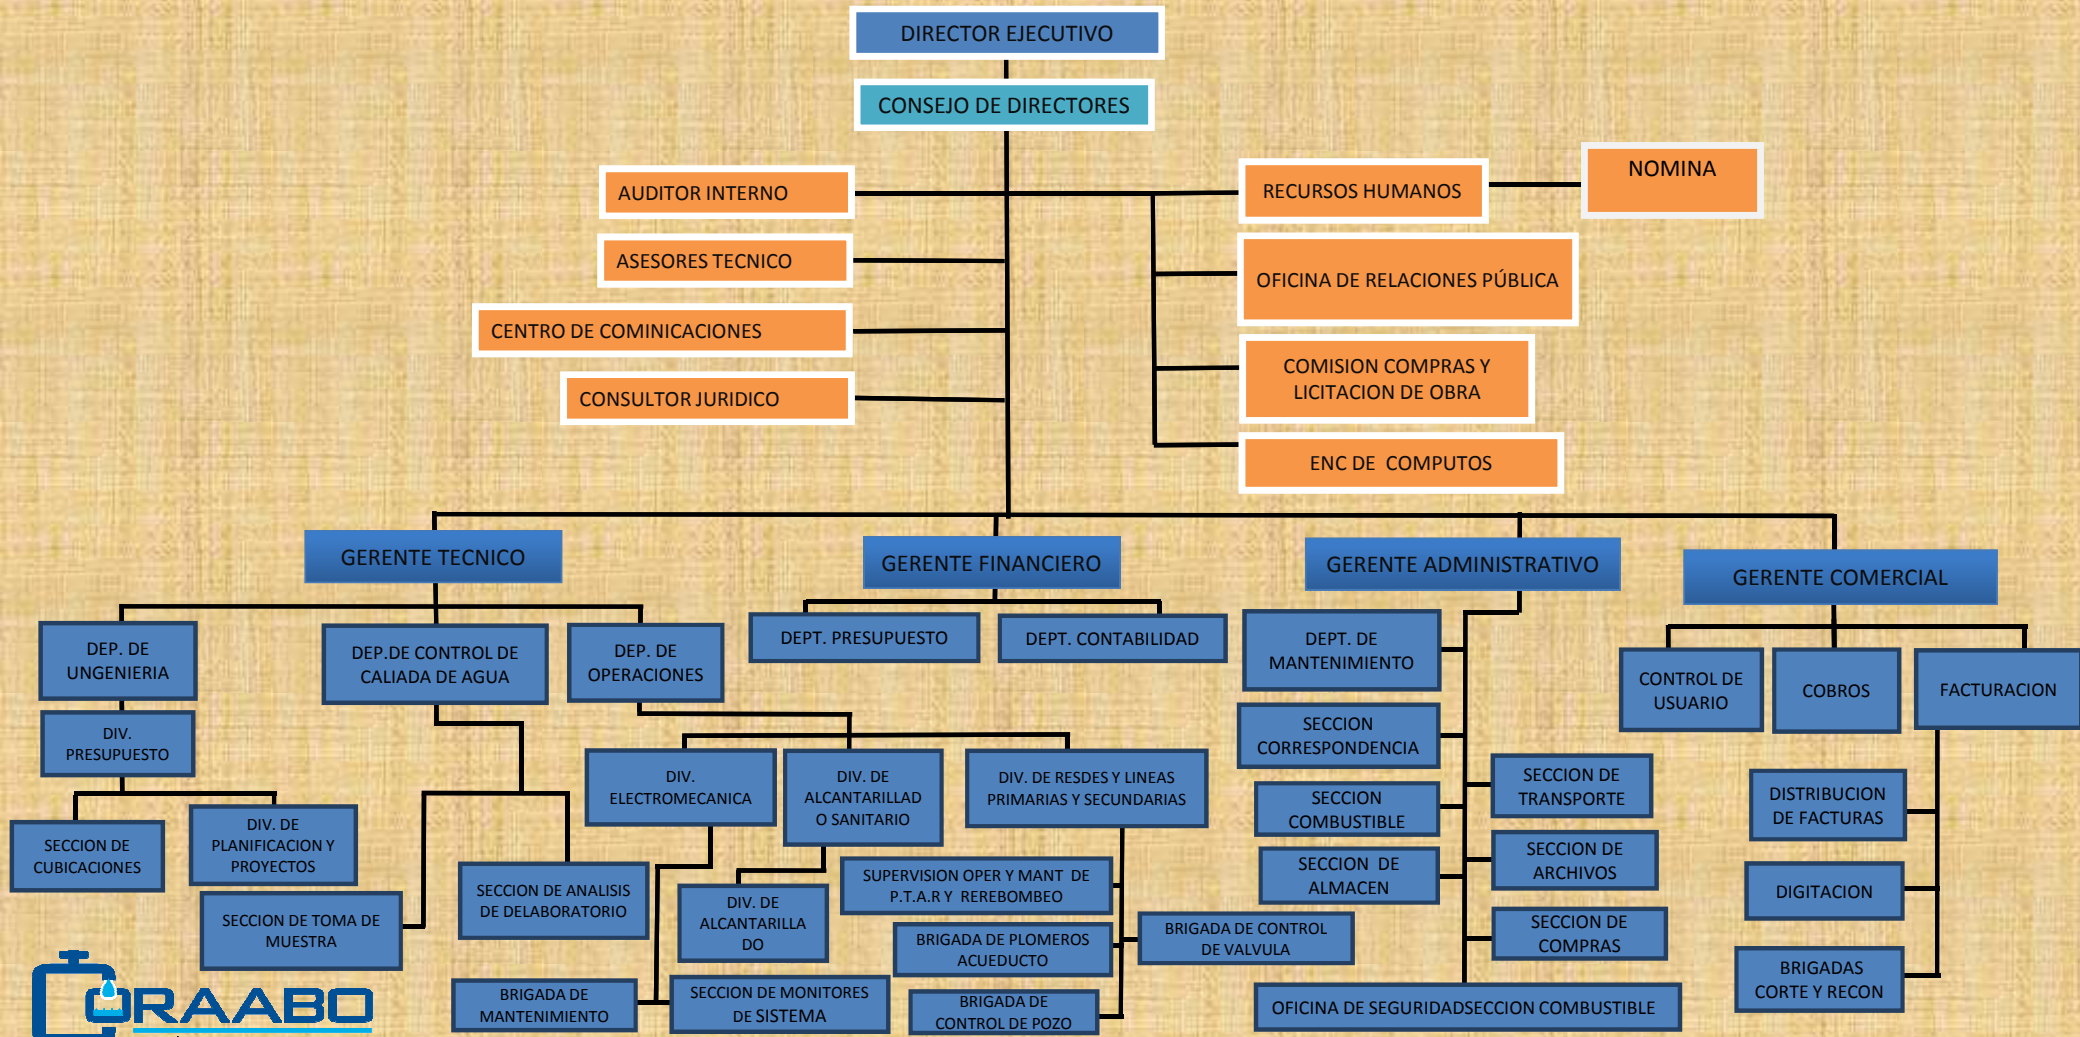 DIRECTOR EJECUTIVO
CONSEJO DE DIRECTORES
AUDITOR INTERNO
RECURSOS HUMANOS
NOMINA
ASESORES TECNICO
OFICINA DE RELACIONES PÚBLICA
CENTRO DE COMINICACIONES
COMISION COMPRAS Y
LICITACION DE OBRA
CONSULTOR JURIDICO
ENC DE COMPUTOS
GERENTE TECNICO
GERENTE FINANCIERO
GERENTE ADMINISTRATIVO
GERENTE COMERCIAL
DEP. DE
UNGENIERIA
DEP.DE CONTROL DE
CALIADA DE AGUA
DEP. DE
OPERACIONES
DEPT. PRESUPUESTO
DEPT. CONTABILIDAD
DEPT. DE
MANTENIMIENTO
CONTROL DE
USUARIO
COBROS
FACTURACION
DIV.
PRESUPUESTO
SECCION
CORRESPONDENCIA
DIV.
ELECTROMECANICA
DIV. DE
ALCANTARILLAD
O SANITARIO
DIV. DE RESDES Y LINEAS
PRIMARIAS Y SECUNDARIAS
SECCION
COMBUSTIBLE
SECCION DE
TRANSPORTE
DISTRIBUCION
DE FACTURAS
SECCION DE
CUBICACIONES
DIV. DE
PLANIFICACION Y
PROYECTOS
SECCION DE
ALMACEN
SECCION DE
ARCHIVOS
DIGITACION
SECCION DE TOMA DE
MUESTRA
SECCION DE ANALISIS
DE DELABORATORIO
DIV. DE
ALCANTARILLA
DO
SUPERVISION OPER Y MANT DE
P.T.A.R Y REREBOMBEO
BRIGADA DE PLOMEROS
ACUEDUCTO
BRIGADA DE CONTROL
DE VALVULA
SECCION DE
COMPRAS
BRIGADAS
CORTE Y RECON
BRIGADA DE
MANTENIMIENTO
SECCION DE MONITORES
DE SISTEMA
BRIGADA DE
CONTROL DE POZO
OFICINA DE SEGURIDADSECCION COMBUSTIBLE
CORAABO